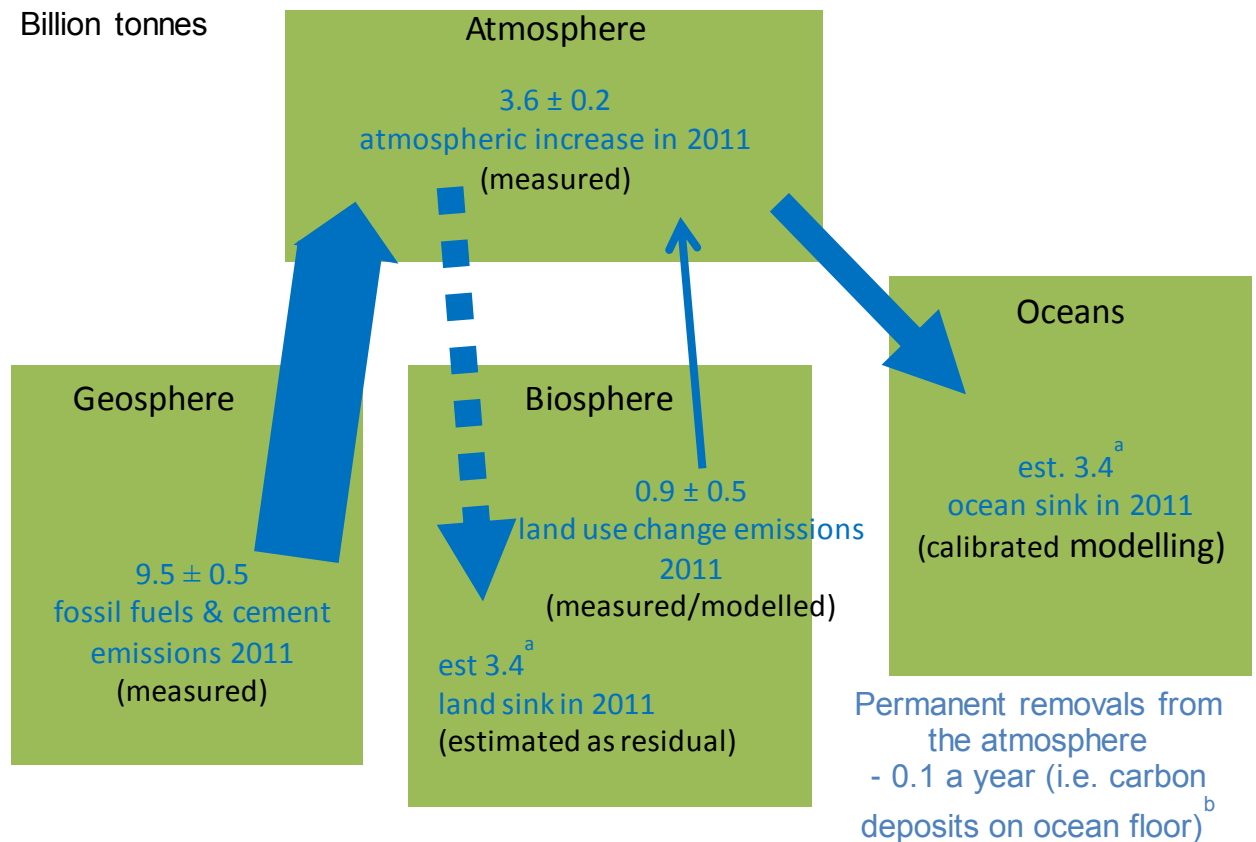 Billion tonnes
Atmosphere
3.6 ± 0.2
atmospheric increase in 2011
(measured)
Geosphere
9.5 ± 0.5
fossil fuels & cement
emissions 2011
(measured)
Biosphere
0.9 ± 0.5
land use change emissions
2011
(measured/modelled)
est 3.4a
land sink in 2011
(estimated as residual)
Oceans
est. 3.4a
ocean sink in 2011
(calibrated modelling)
Permanent removals from
the atmosphere
- 0.1 a year (i.e. carbon
deposits on ocean floor)b